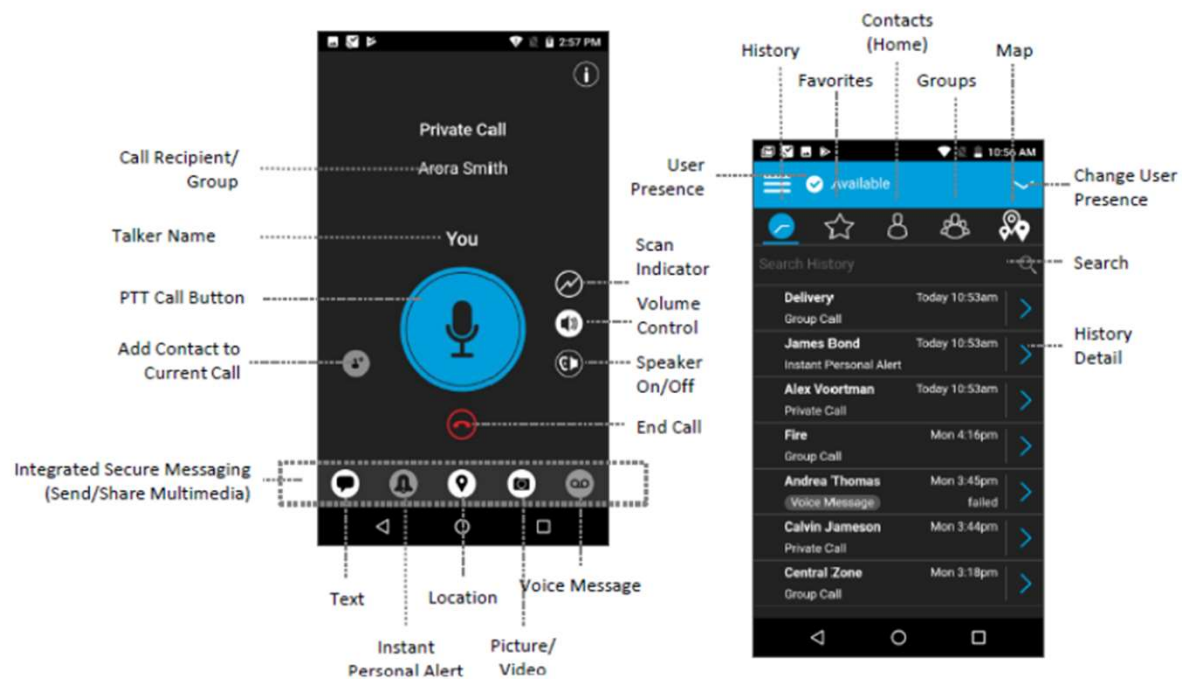 Contacts
(Home)
History
Map
Favorites
Groups
2:57 PM
Private Call
Call Recipient/
Group
Arora Smith
Talker Name
You
Scan
Indicator
PTT Call Button
Volume
Control
Add Contact to
Current Call
Speaker
On/Off
End Call
Integrated Secure Messaging
(Send/Share Multimedia)
Text
Location
Voice Message
Instant
Personal Alert
Picture/
Video
10:56 AM
User
Presence
Available
Change User
Presence
Search History
Search
Delivery
Today 10:53am
Group Call
History
Detail
James Bond
Today 10:53am
Instant Personal Alert
Alex Voortman
Today 10:53am
Private Call
Fire
Mon 4:16pm
Group Call
Andrea Thomas
Mon 3:45pm
Voice Message
failed
Calvin Jameson
Mon 3:44pm
Private Call
Central Zone
Mon 3:18pm
Group Call